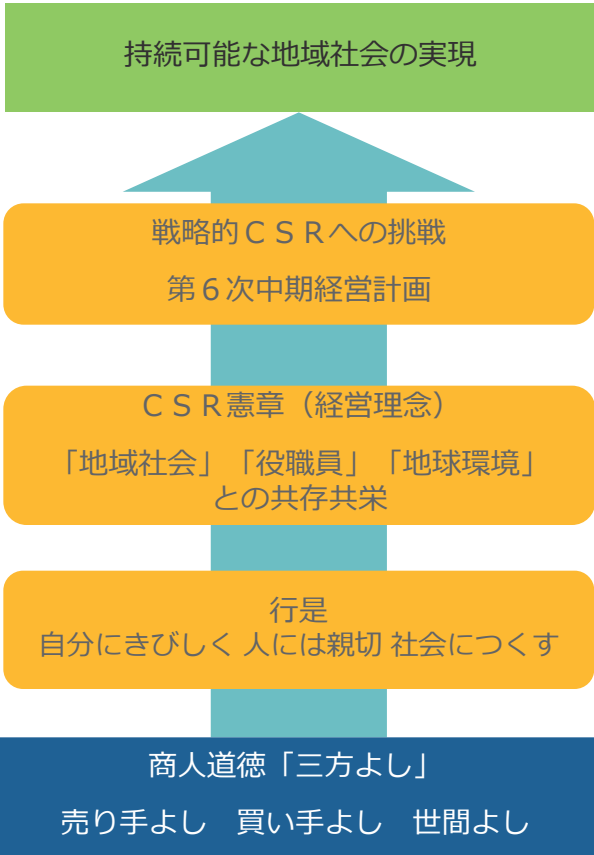 持続可能な地域社会の実現
戦略的ＣＳＲへの挑戦
第６次中期経営計画
ＣＳＲ憲章（経営理念）
「地域社会」「役職員」「地球環境」
との共存共栄
行是
自分にきびしく 人には親切 社会につくす
商人道徳「三方よし」
売り手よし　買い手よし　世間よし